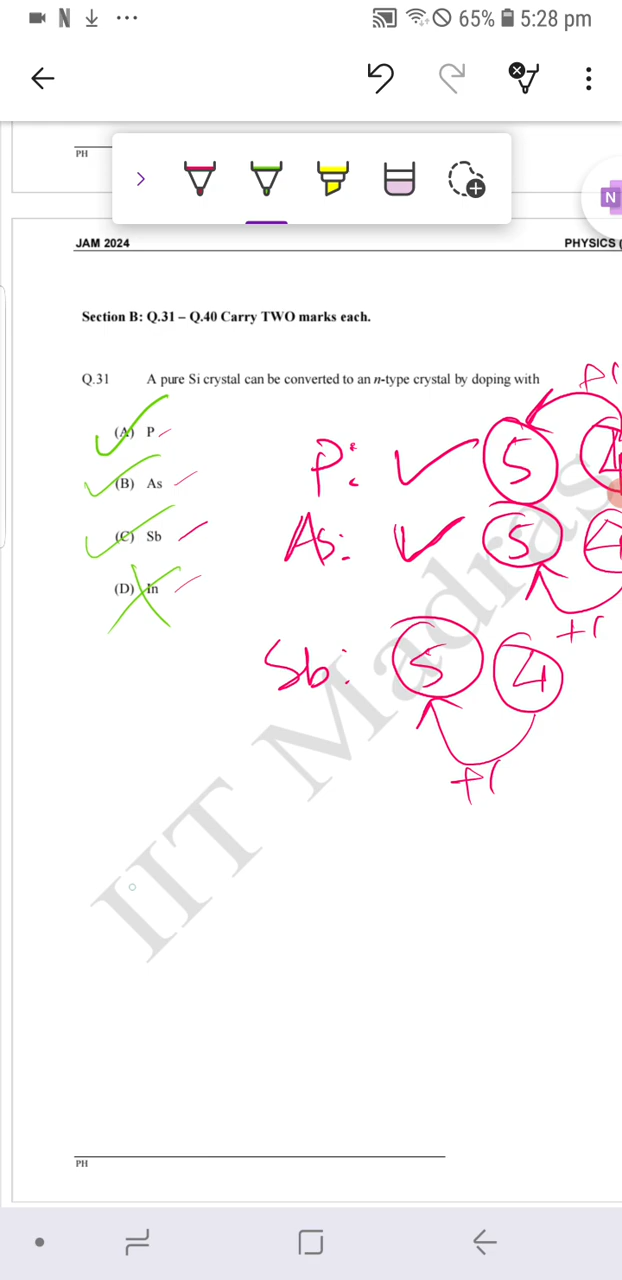 N 65% 5:28 pm
PH
N
JAM 2024 PHYSICS (
Section B: Q.31 – Q.40 Carry TWO marks each.
Q.31 A pure Si crystal can be converted to an n-type crystal by doping with
+1
(A) P
P: 5 4
(B) As
As: 5 4
(C) Sb
(D) In
+1
Sb: 5 4
+1
IIT Madras
PH